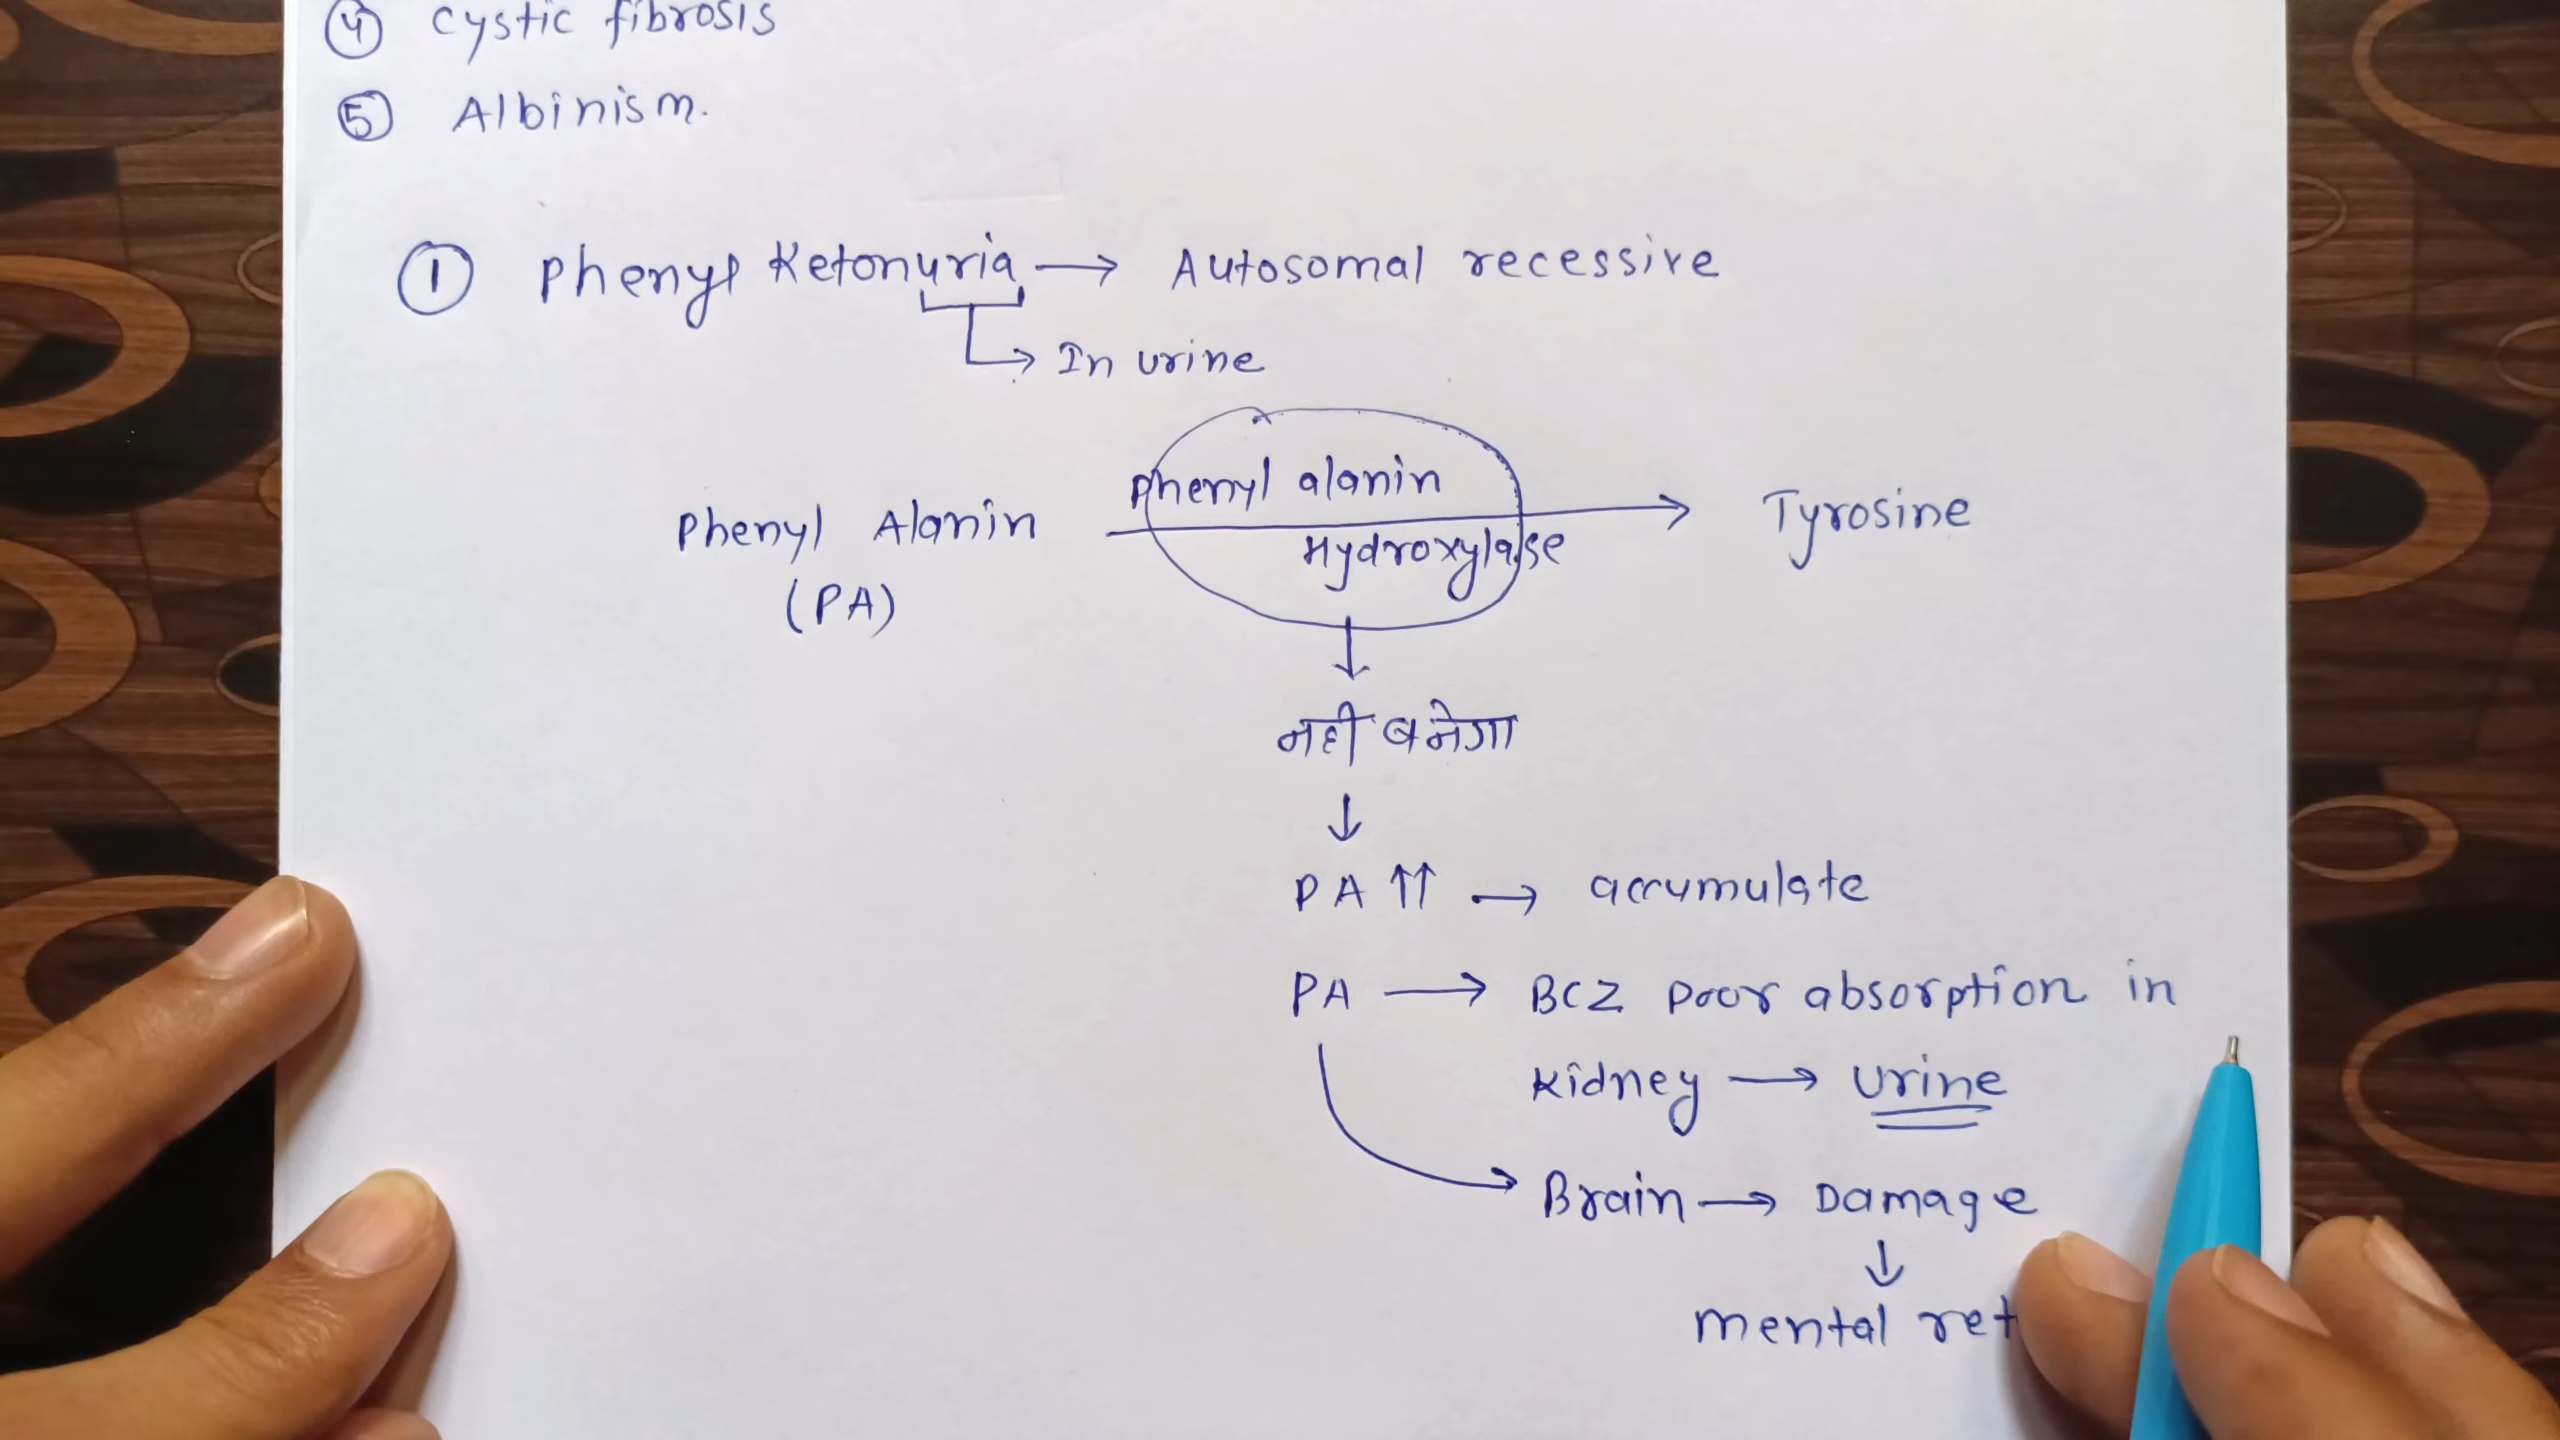 ④ cystic fibrosis
⑤ Albinism.
① Phenyl Ketonuria → Autosomal recessive
↳ In urine
Phenyl Alanin (PA) phenyl alanin Hydroxylase → Tyrosine
↓
नही बनेगा
↓
PA ↑↑ → accumulate
PA → BCZ poor absorption in
Kidney → urine
Brain → Damage
↓
mental ret